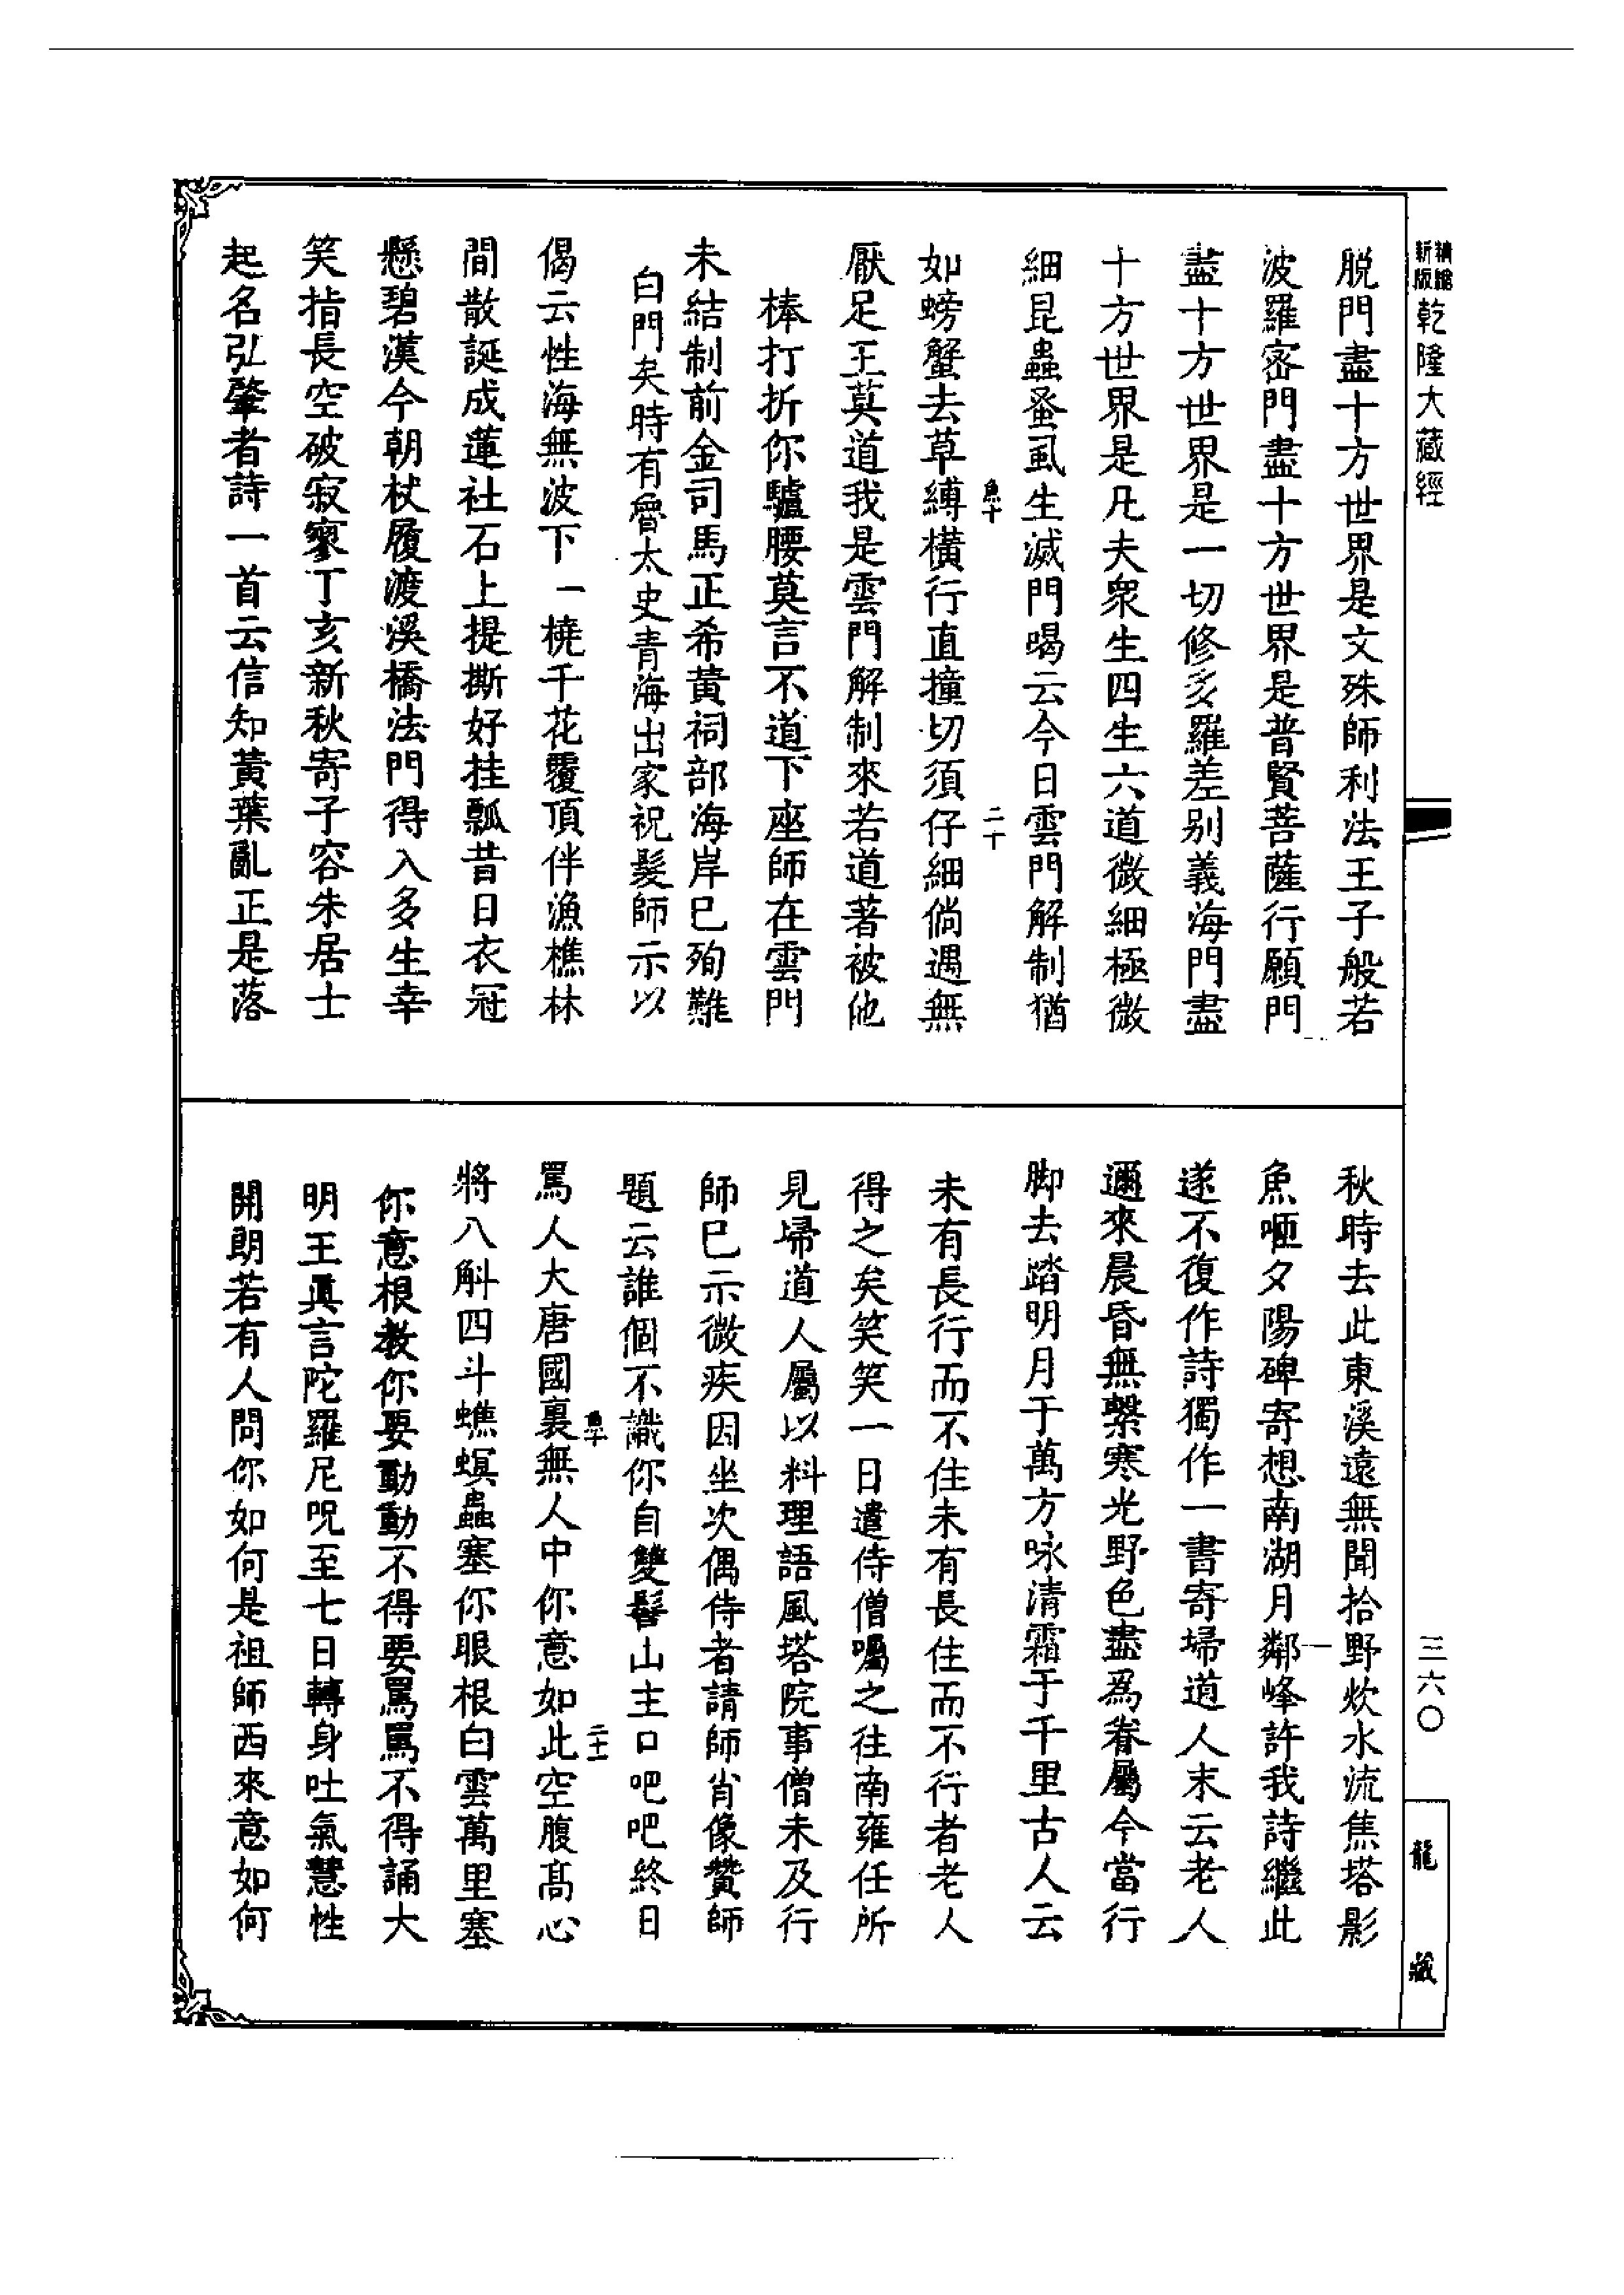 精縮新版乾隆大藏經
三六〇
龍藏
脱門盡十方世界是文殊師利法王子般若
波羅宻門盡十方世界是普賢菩薩行願門
盡十方世界是一切修多羅差别義海門盡
十方世界是凡夫衆生四生六道微細極微
細昆蟲蚤虱生滅門喝云今日雲門解制猶
魚十
二十
如螃蟹去草縛橫行直撞切須仔細倘遇無
厭足王莫道我是雲門解制來若道著被他
棒打折你驢腰莫言不道下座師在雲門
未結制前金司馬正希黄祠部海岸已殉難
白門矣時有魯太史青海出家祝髮師示以
偈云性海無波下一橈千花覆頂伴漁樵林
間散誕成蓮社石上提撕好挂瓢昔日衣冠
懸碧漢今朝杖履渡溪橋法門得入多生幸
笑指長空破寂寥丁亥新秋寄子容朱居士
起名弘肇者詩一首云信知黃葉亂正是落
秋時去此東溪遠無聞拾野炊水流焦塔影
魚咂夕陽碑寄想南湖月鄰峰許我詩繼此
遂不復作詩獨作一書寄埽道人末云老人
邇來晨昏無繫寒光野色盡爲眷屬今當行
脚去踏明月于萬方咏清霜于千里古人云
未有長行而不住未有長住而不行者老人
得之矣笑笑一日遣侍僧囑之往南雍任所
見埽道人屬以料理語風塔院事僧未及行
師已示微疾因坐次偶侍者請師肖像贊師
題云誰個不識你自雙髻山主口吧吧終日
魚十
二十一
罵人大唐國裏無人中你意如此空腹髙心
將八斛四斗蟭螟蟲塞你眼根白雲萬里塞
你意根教你要動動不得要罵罵不得誦大
明王眞言陀羅尼呪至七日轉身吐氣慧性
開朗若有人問你如何是祖師西來意如何